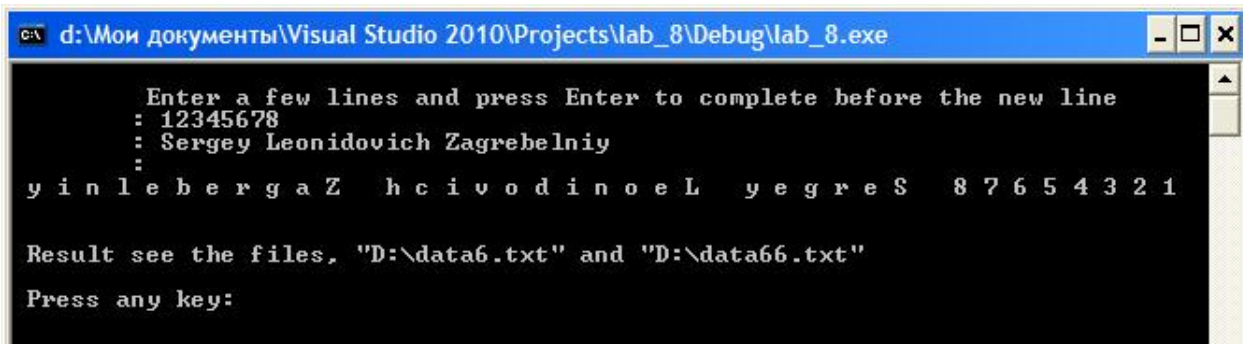 d:\Мои документы\Visual Studio 2010\Projects\lab_8\Debug\lab_8.exe
Enter a few lines and press Enter to complete before the new line
: 12345678
: Sergey Leonidovich Zagrebelniy
:
y i n l e b e r g a Z   h c i v o d i n o e L   y e g r e S   8 7 6 5 4 3 2 1
Result see the files, "D:\data6.txt" and "D:\data66.txt"
Press any key: